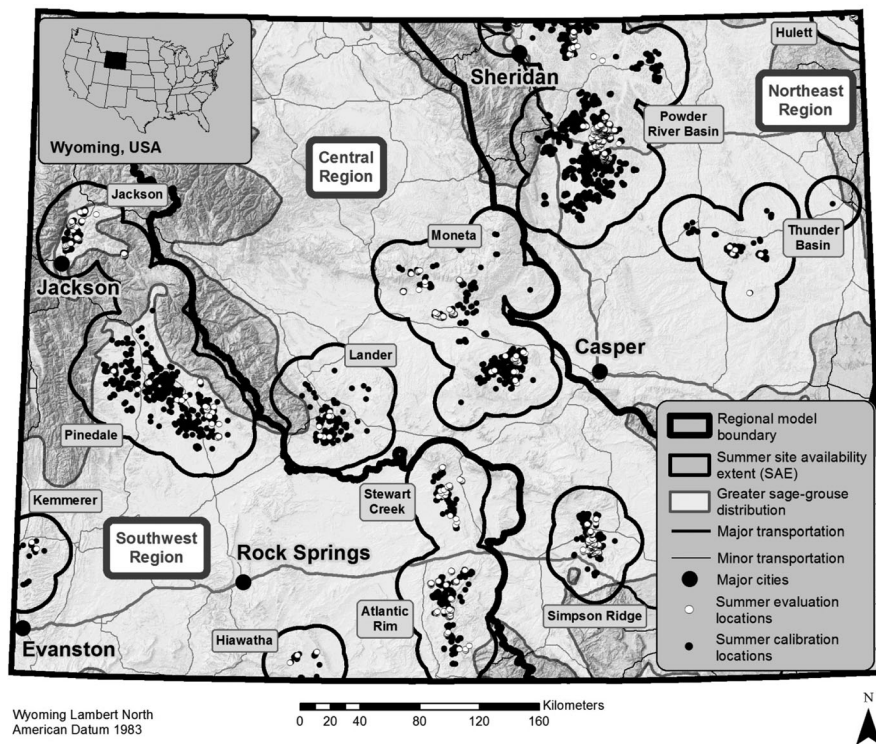 Hulett
Sheridan
Northeast
Region
Powder
River Basin
Wyoming, USA
Central
Region
Jackson
Moneta
Thunder
Basin
Jackson
Casper
Lander
Pinedale
Regional model
boundary
Summer site availability
extent (SAE)
Greater sage-grouse
distribution
Major transportation
Minor transportation
Major cities
Summer evaluation
locations
Summer calibration
locations
Stewart
Creek
Kemmerer
Southwest
Region
Rock Springs
Atlantic
Rim
Simpson Ridge
Evanston
Hiawatha
Wyoming Lambert North
American Datum 1983
Kilometers
0 10 20 40 80 120 160
N